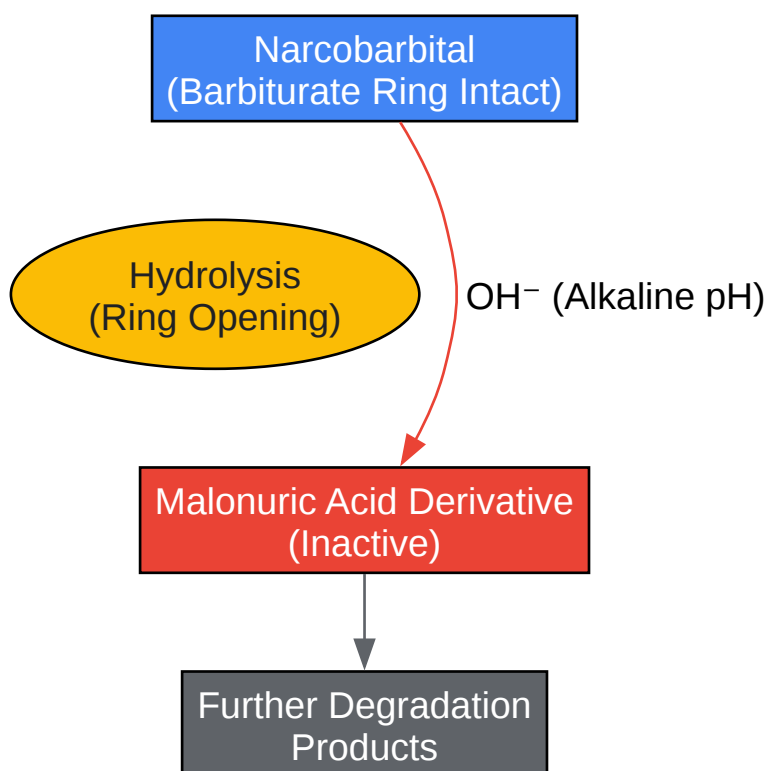 Narcobarbital
(Barbiturate Ring Intact)
Hydrolysis
(Ring Opening)
OH⁻ (Alkaline pH)
Malonuric Acid Derivative
(Inactive)
Further Degradation
Products